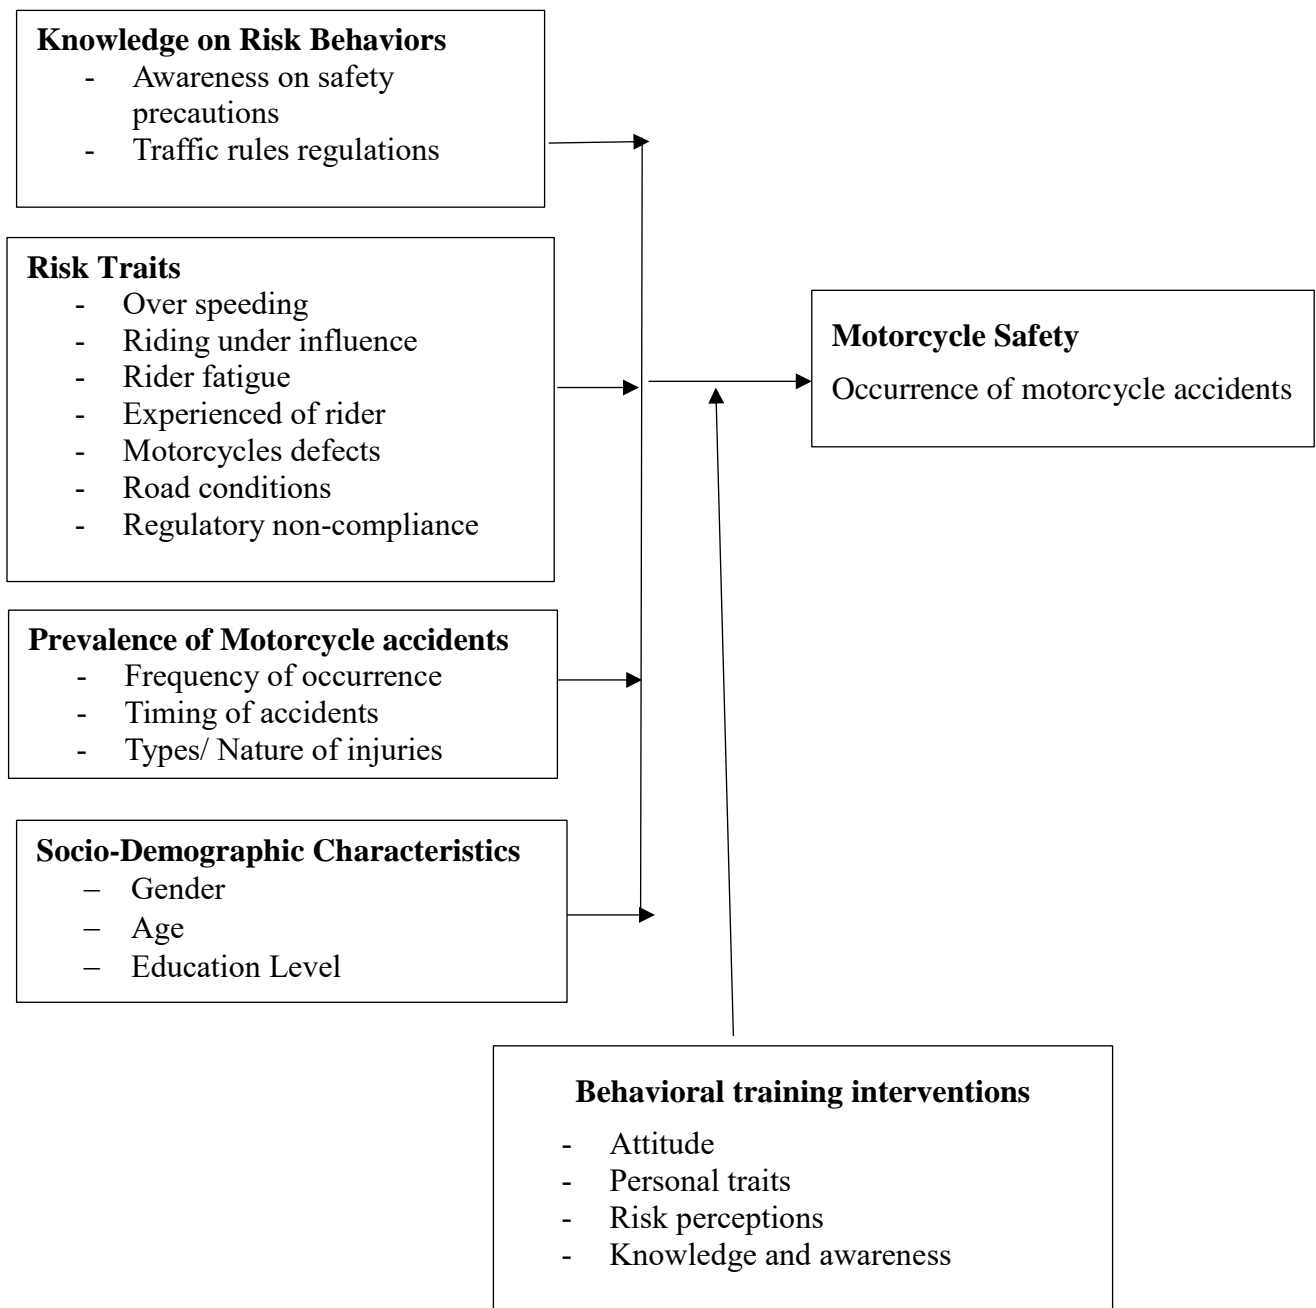 Knowledge on Risk Behaviors
- Awareness on safety
precautions
- Traffic rules regulations
Risk Traits
- Over speeding
- Riding under influence
- Rider fatigue
- Experienced of rider
- Motorcycles defects
- Road conditions
- Regulatory non-compliance
Motorcycle Safety
Occurrence of motorcycle accidents
Prevalence of Motorcycle accidents
- Frequency of occurrence
- Timing of accidents
- Types/ Nature of injuries
Socio-Demographic Characteristics
– Gender
– Age
– Education Level
Behavioral training interventions
- Attitude
- Personal traits
- Risk perceptions
- Knowledge and awareness